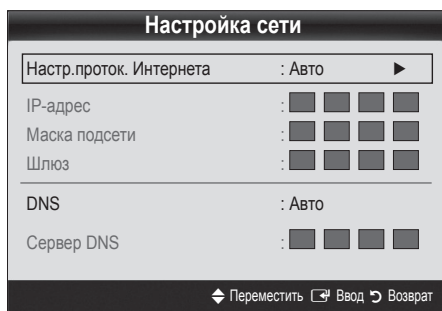 Настройка сети
Настр.проток. Интернета : Авто ►
IP-адрес :
Маска подсети :
Шлюз :
DNS : Авто
Сервер DNS :
Переместить Ввод Возврат